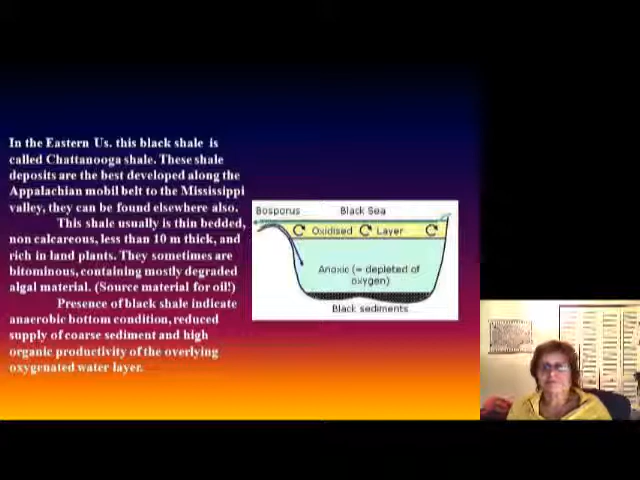 In the Eastern Us. this black shale is
called Chattanooga shale. These shale
deposits are the best developed along the
Appalachian mobil belt to the Mississippi
valley, they can be found elsewhere also.
This shale usually is thin bedded,
non calcareous, less than 10 m thick, and
rich in land plants. They sometimes are
bitominous, containing mostly degraded
algal material. (Source material for oil!)
Presence of black shale indicate
anaerobic bottom condition, reduced
supply of coarse sediment and high
organic productivity of the overlying
oxygenated water layer.
Bosporus Black Sea
Oxidised Layer
Anoxic (= depleted of
oxygen)
Black sediments